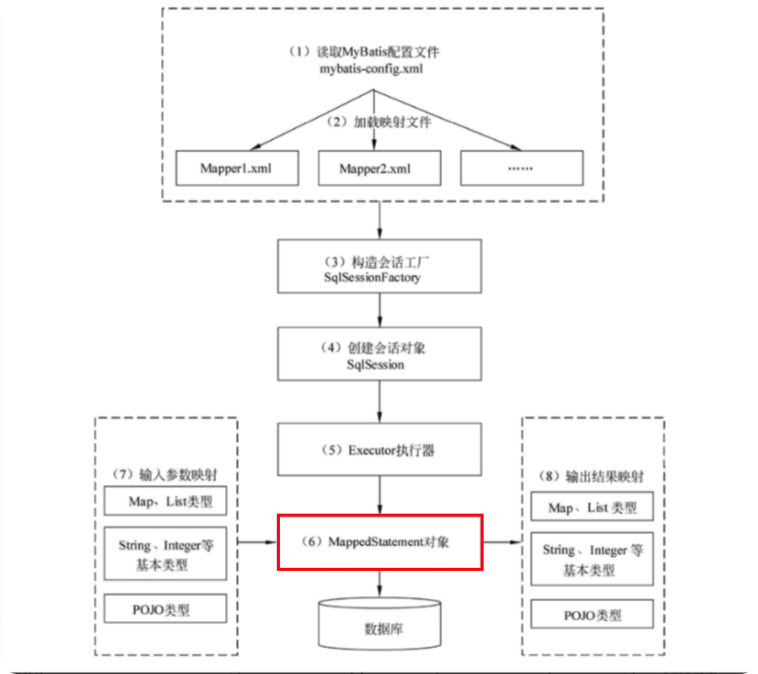 （1）读取MyBatis配置文件
mybatis-config.xml
（2）加载映射文件
Mapper1.xml
Mapper2.xml
……
（3）构造会话工厂
SqlSessionFactory
（4）创建会话对象
SqlSession
（5）Executor执行器
（7）输入参数映射
Map、List类型
String、Integer等
基本类型
POJO类型
（6）MappedStatement对象
数据库
（8）输出结果映射
Map、List 类型
String、Integer 等
基本类型
POJO类型